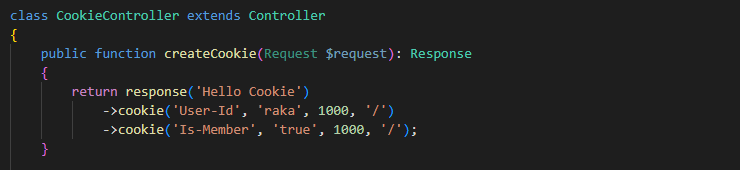 class CookieController extends Controller
{
    public function createCookie(Request $request): Response
    {
        return response('Hello Cookie')
            ->cookie('User-Id', 'raka', 1000, '/')
            ->cookie('Is-Member', 'true', 1000, '/');
    }